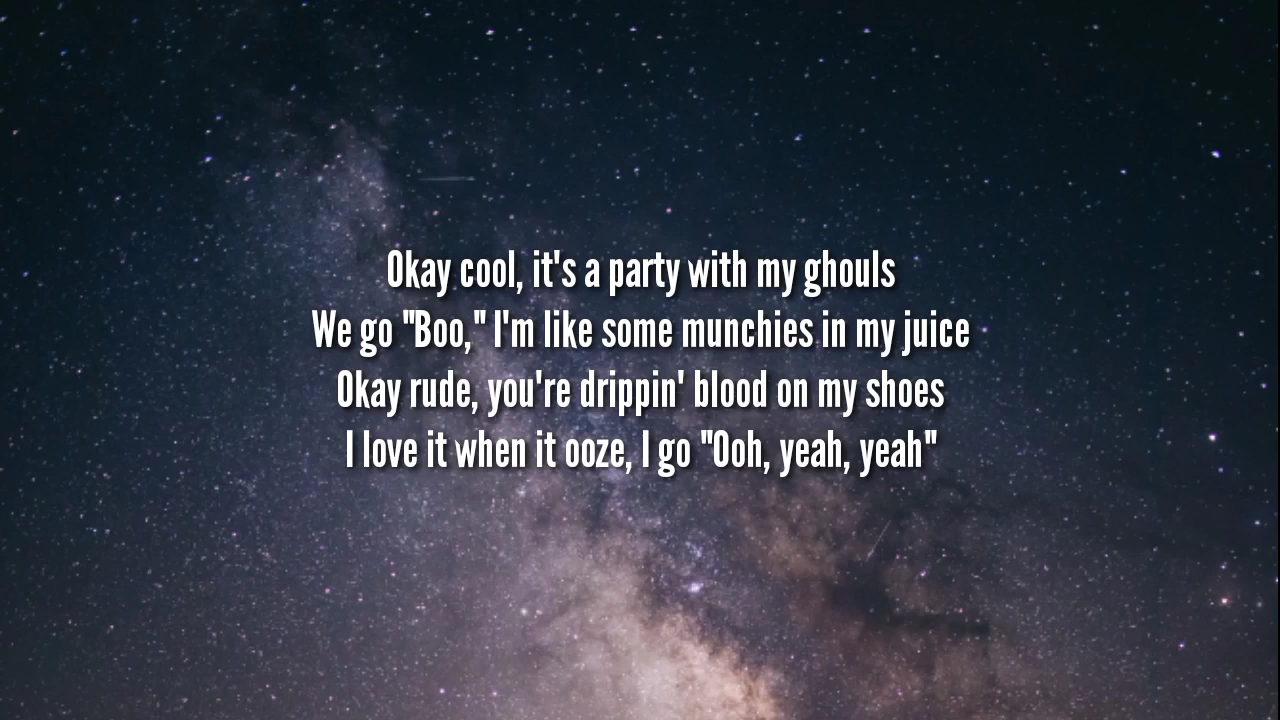 Okay cool, it's a party with my ghouls
We go "Boo," I'm like some munchies in my juice
Okay rude, you're drippin' blood on my shoes
I love it when it ooze, I go "Ooh, yeah, yeah"